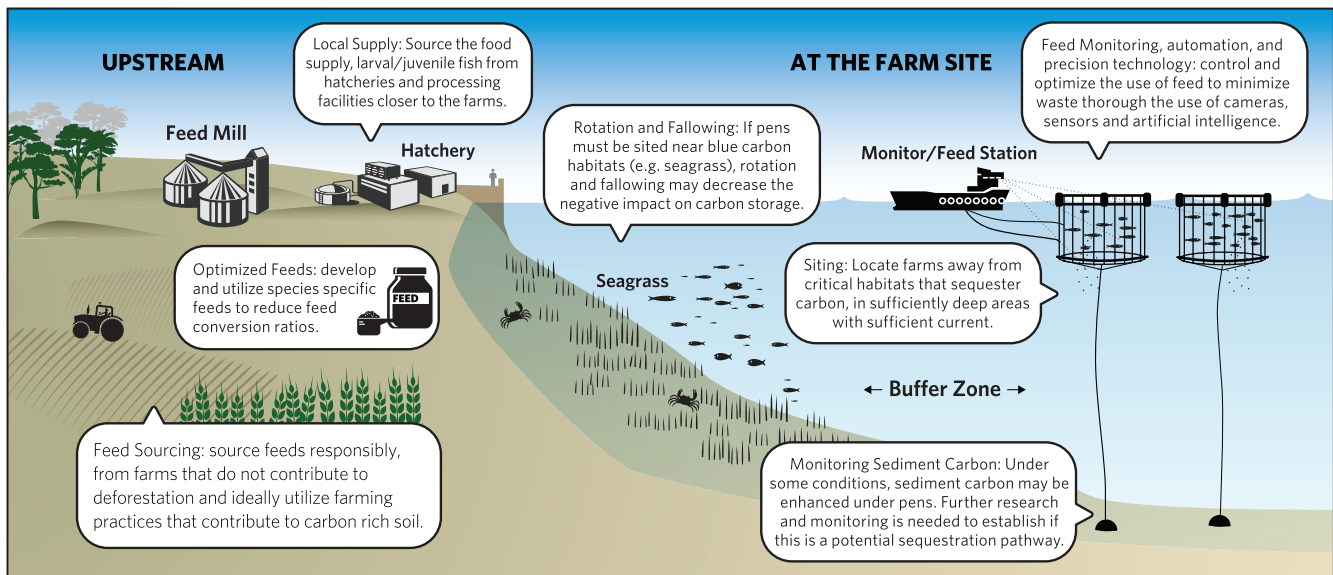 UPSTREAM
Local Supply: Source the food
supply, larval/juvenile fish from
hatcheries and processing
facilities closer to the farms.
Feed Mill
Hatchery
Optimized Feeds: develop
and utilize species specific
feeds to reduce feed
conversion ratios.
FEED
Feed Sourcing: source feeds responsibly,
from farms that do not contribute to
deforestation and ideally utilize farming
practices that contribute to carbon rich soil.
AT THE FARM SITE
Rotation and Fallowing: If pens
must be sited near blue carbon
habitats (e.g. seagrass), rotation
and fallowing may decrease the
negative impact on carbon storage.
Seagrass
Feed Monitoring, automation, and
precision technology: control and
optimize the use of feed to minimize
waste thorough the use of cameras,
sensors and artificial intelligence.
Monitor/Feed Station
Siting: Locate farms away from
critical habitats that sequester
carbon, in sufficiently deep areas
with sufficient current.
← Buffer Zone →
Monitoring Sediment Carbon: Under
some conditions, sediment carbon may be
enhanced under pens. Further research
and monitoring is needed to establish if
this is a potential sequestration pathway.